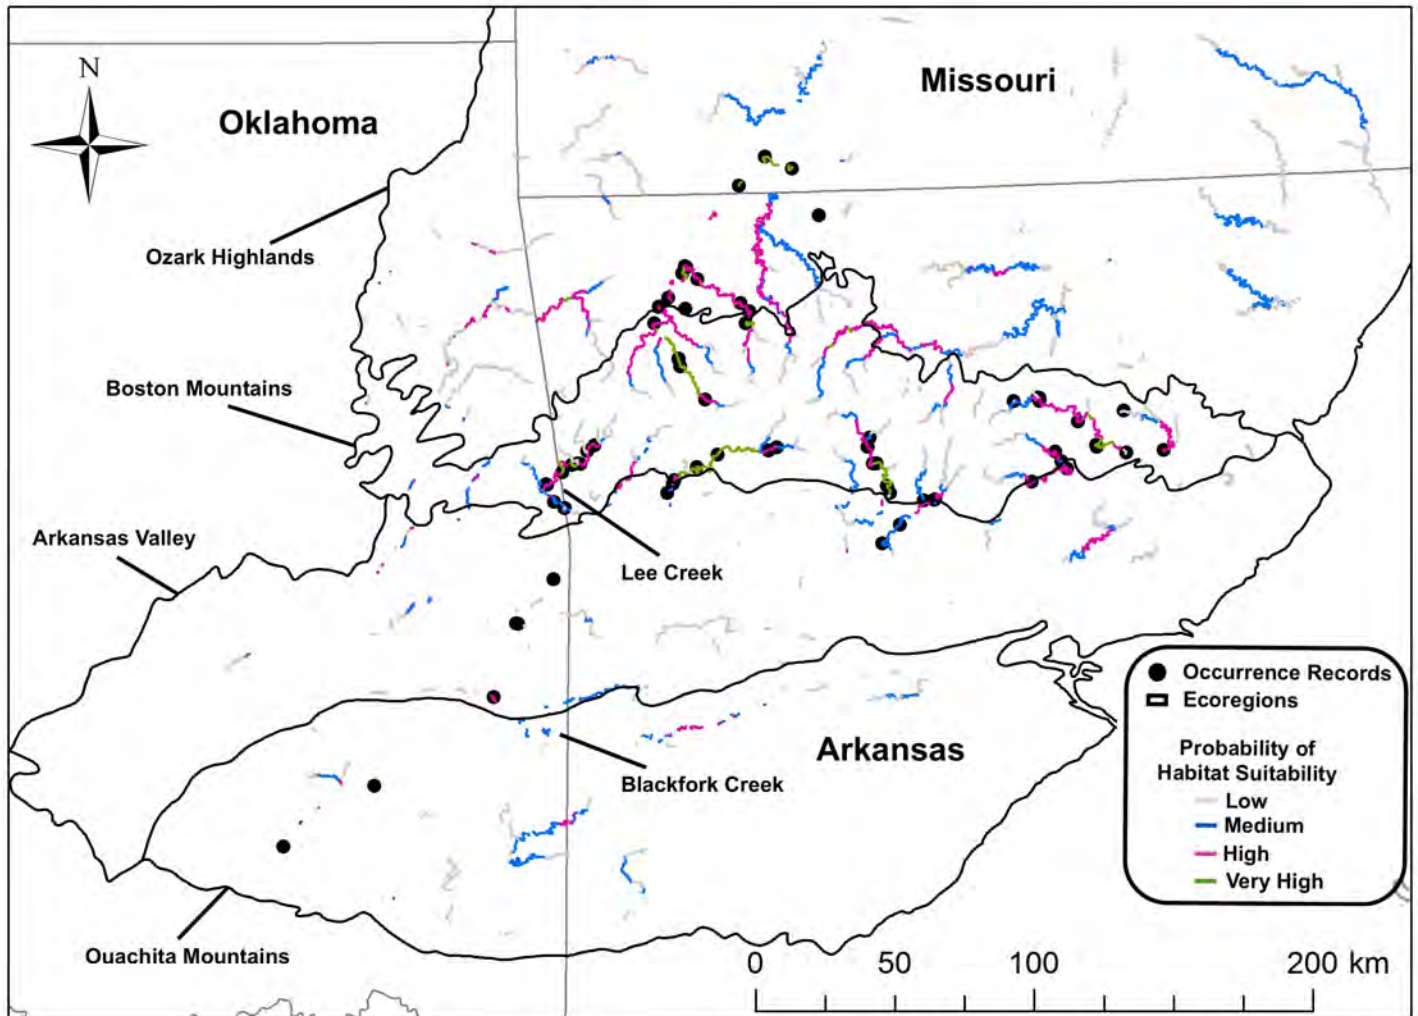 N
Oklahoma
Missouri
Ozark Highlands
Boston Mountains
Arkansas Valley
Lee Creek
Arkansas
Blackfork Creek
Ouachita Mountains
Occurrence Records
Ecoregions
Probability of
Habitat Suitability
Low
Medium
High
Very High
0 50 100 200 km